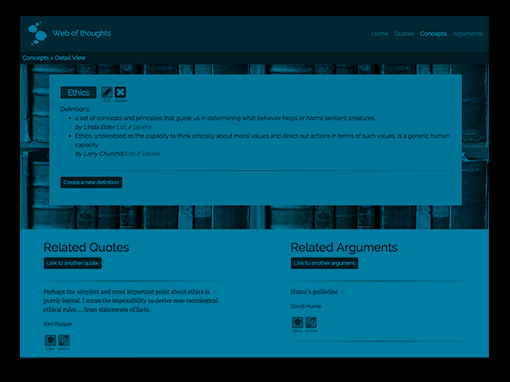 Web of thoughts
Home Quotes Concepts Arguments
Concepts > Detail View
Ethics
Edit Delete
Definitions
a set of concepts and principles that guide us in determining what behavior helps or harms sentient creatures
by Linda Elder Edit / Delete
Ethics, understood as the capacity to think critically about moral values and direct our actions in terms of such values, is a generic human
capacity
by Larry Churchill Edit / Delete
Create a new definition
Related Quotes
Link to another quote
Perhaps the simplest and most important point about ethics is
purely logical. I mean the impossibility to derive non-tautological
ethical rules ... from statements of facts.
Karl Popper
View Unlink
Related Arguments
Link to another argument
Hume's guillotine
David Hume
View Unlink